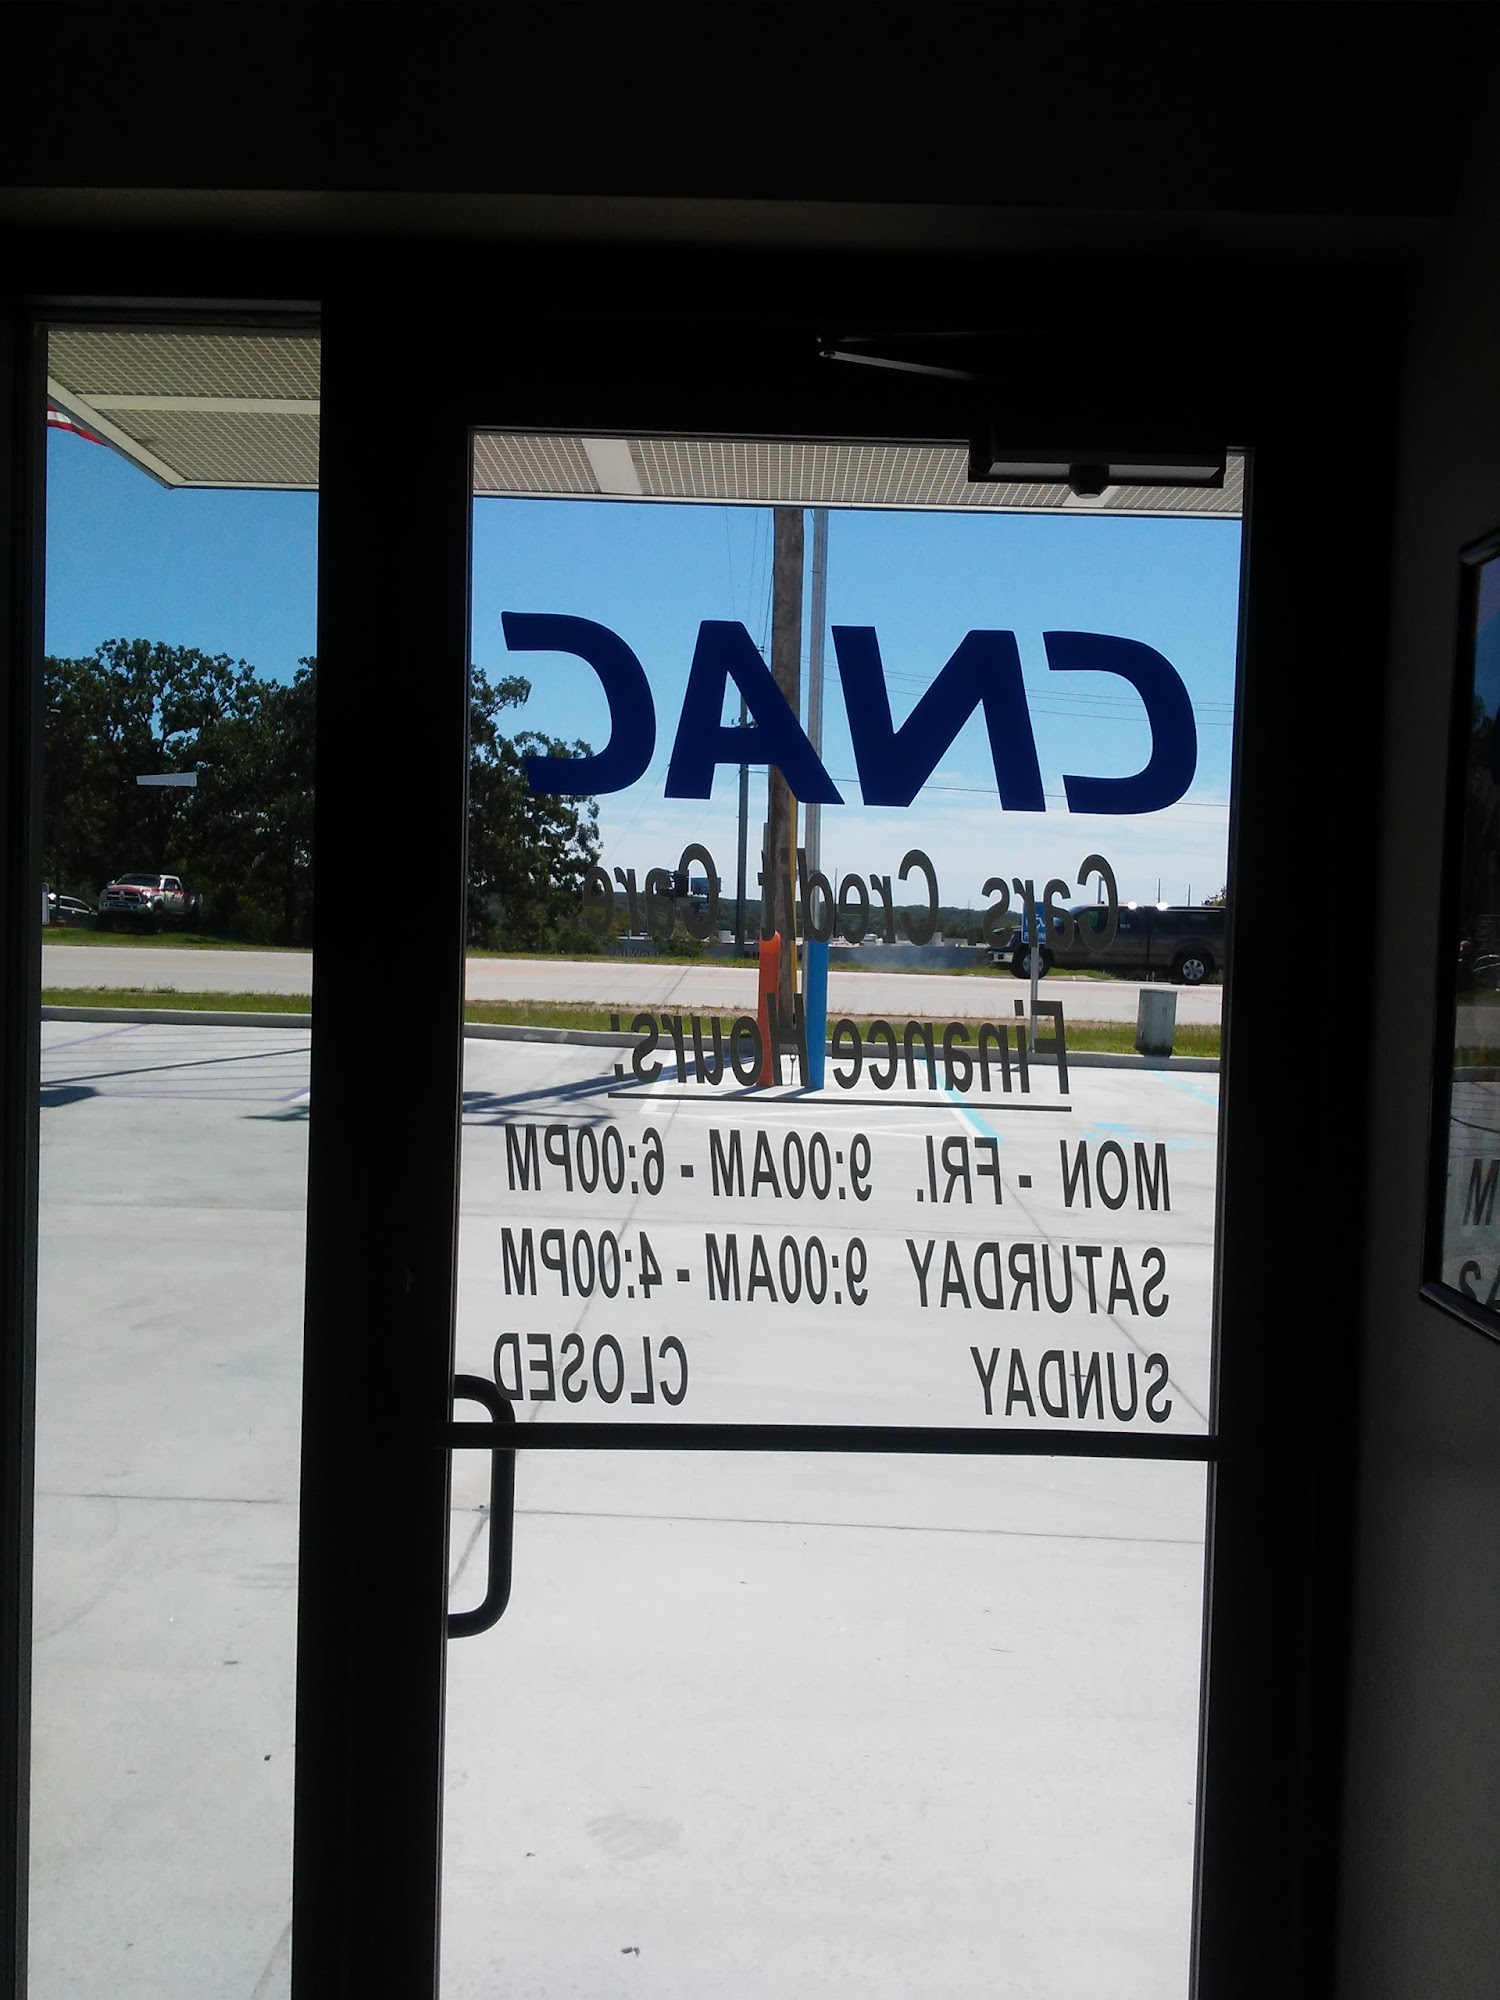 CNAC
Cars. Credit. Care
Finance Hours:
MON - FRI. 9:00AM - 6:00PM
SATURDAY 9:00AM - 4:00PM
SUNDAY CLOSED